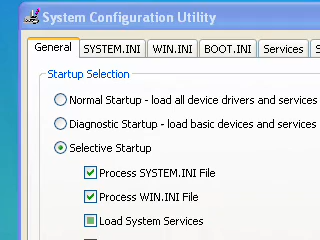 System Configuration Utility
General SYSTEM.INI WIN.INI BOOT.INI Services S
Startup Selection
Normal Startup - load all device drivers and services
Diagnostic Startup - load basic devices and services
Selective Startup
Process SYSTEM.INI File
Process WIN.INI File
Load System Services